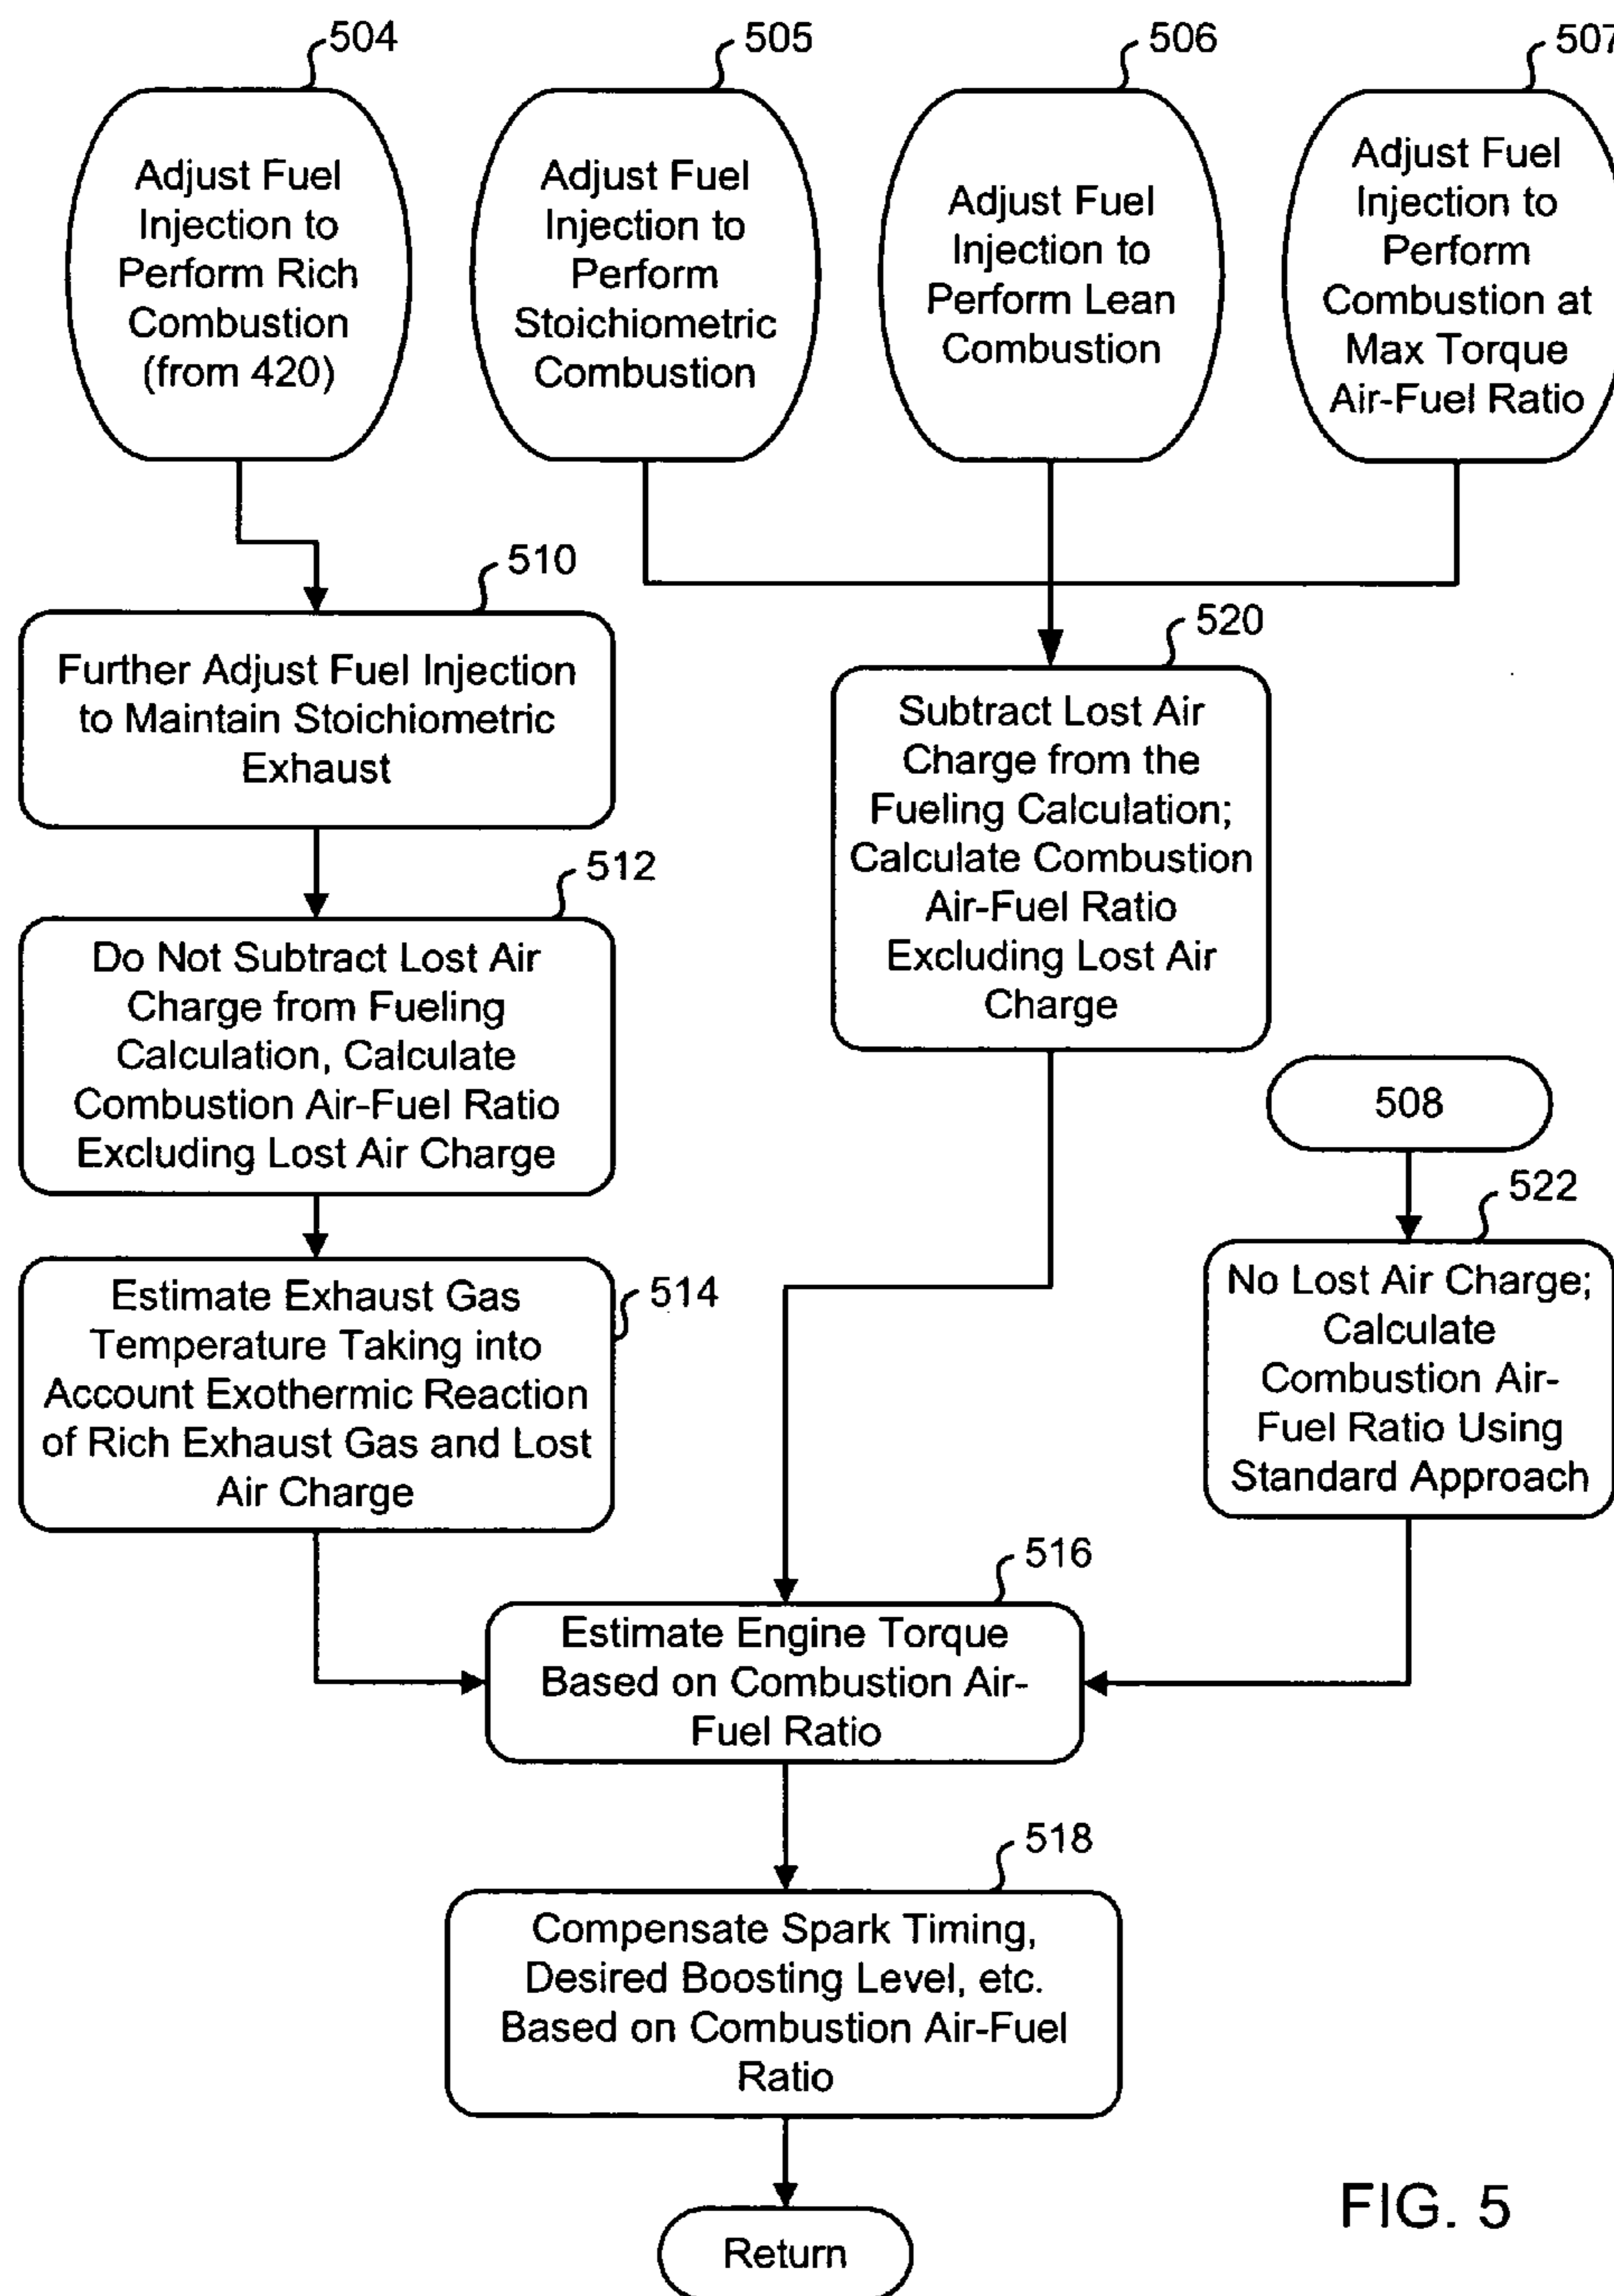 504
505
506
507
Adjust Fuel
Injection to
Perform Rich
Combustion
(from 420)
Adjust Fuel
Injection to
Perform
Stoichiometric
Combustion
Adjust Fuel
Injection to
Perform Lean
Combustion
Adjust Fuel
Injection to
Perform
Combustion at
Max Torque
Air-Fuel Ratio
510
Further Adjust Fuel Injection
to Maintain Stoichiometric
Exhaust
520
Subtract Lost Air
Charge from the
Fueling Calculation;
Calculate Combustion
Air-Fuel Ratio
Excluding Lost Air
Charge
512
Do Not Subtract Lost Air
Charge from Fueling
Calculation, Calculate
Combustion Air-Fuel Ratio
Excluding Lost Air Charge
508
522
No Lost Air Charge;
Calculate
Combustion Air-
Fuel Ratio Using
Standard Approach
514
Estimate Exhaust Gas
Temperature Taking into
Account Exothermic Reaction
of Rich Exhaust Gas and Lost
Air Charge
516
Estimate Engine Torque
Based on Combustion Air-
Fuel Ratio
518
Compensate Spark Timing,
Desired Boosting Level, etc.
Based on Combustion Air-Fuel
Ratio
Return
FIG. 5